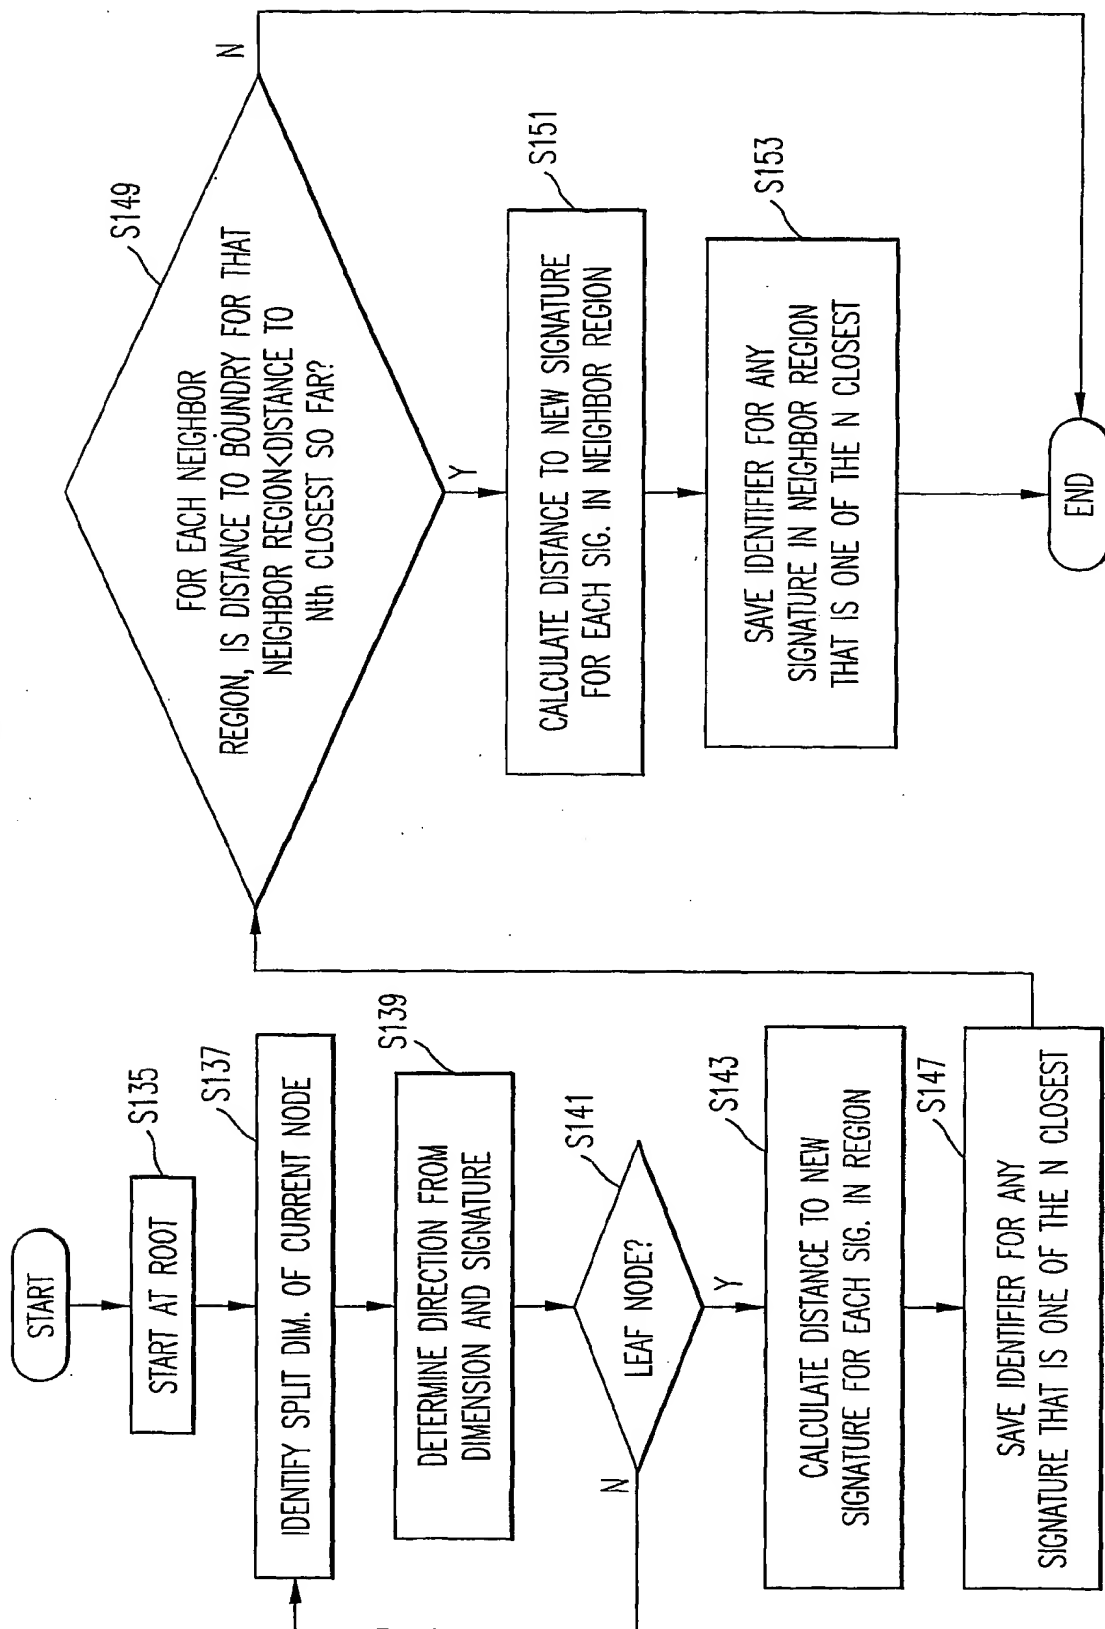 START
START AT ROOT
S135
IDENTIFY SPLIT DIM. OF CURRENT NODE
S137
DETERMINE DIRECTION FROM
DIMENSION AND SIGNATURE
S139
LEAF NODE?
S141
N
Y
CALCULATE DISTANCE TO NEW
SIGNATURE FOR EACH SIG. IN REGION
S143
SAVE IDENTIFIER FOR ANY
SIGNATURE THAT IS ONE OF THE N CLOSEST
S147
FOR EACH NEIGHBOR
REGION, IS DISTANCE TO BOUNDRY FOR THAT
NEIGHBOR REGION<DISTANCE TO
Nth CLOSEST SO FAR?
S149
N
Y
CALCULATE DISTANCE TO NEW SIGNATURE
FOR EACH SIG. IN NEIGHBOR REGION
S151
SAVE IDENTIFIER FOR ANY
SIGNATURE IN NEIGHBOR REGION
THAT IS ONE OF THE N CLOSEST
S153
END